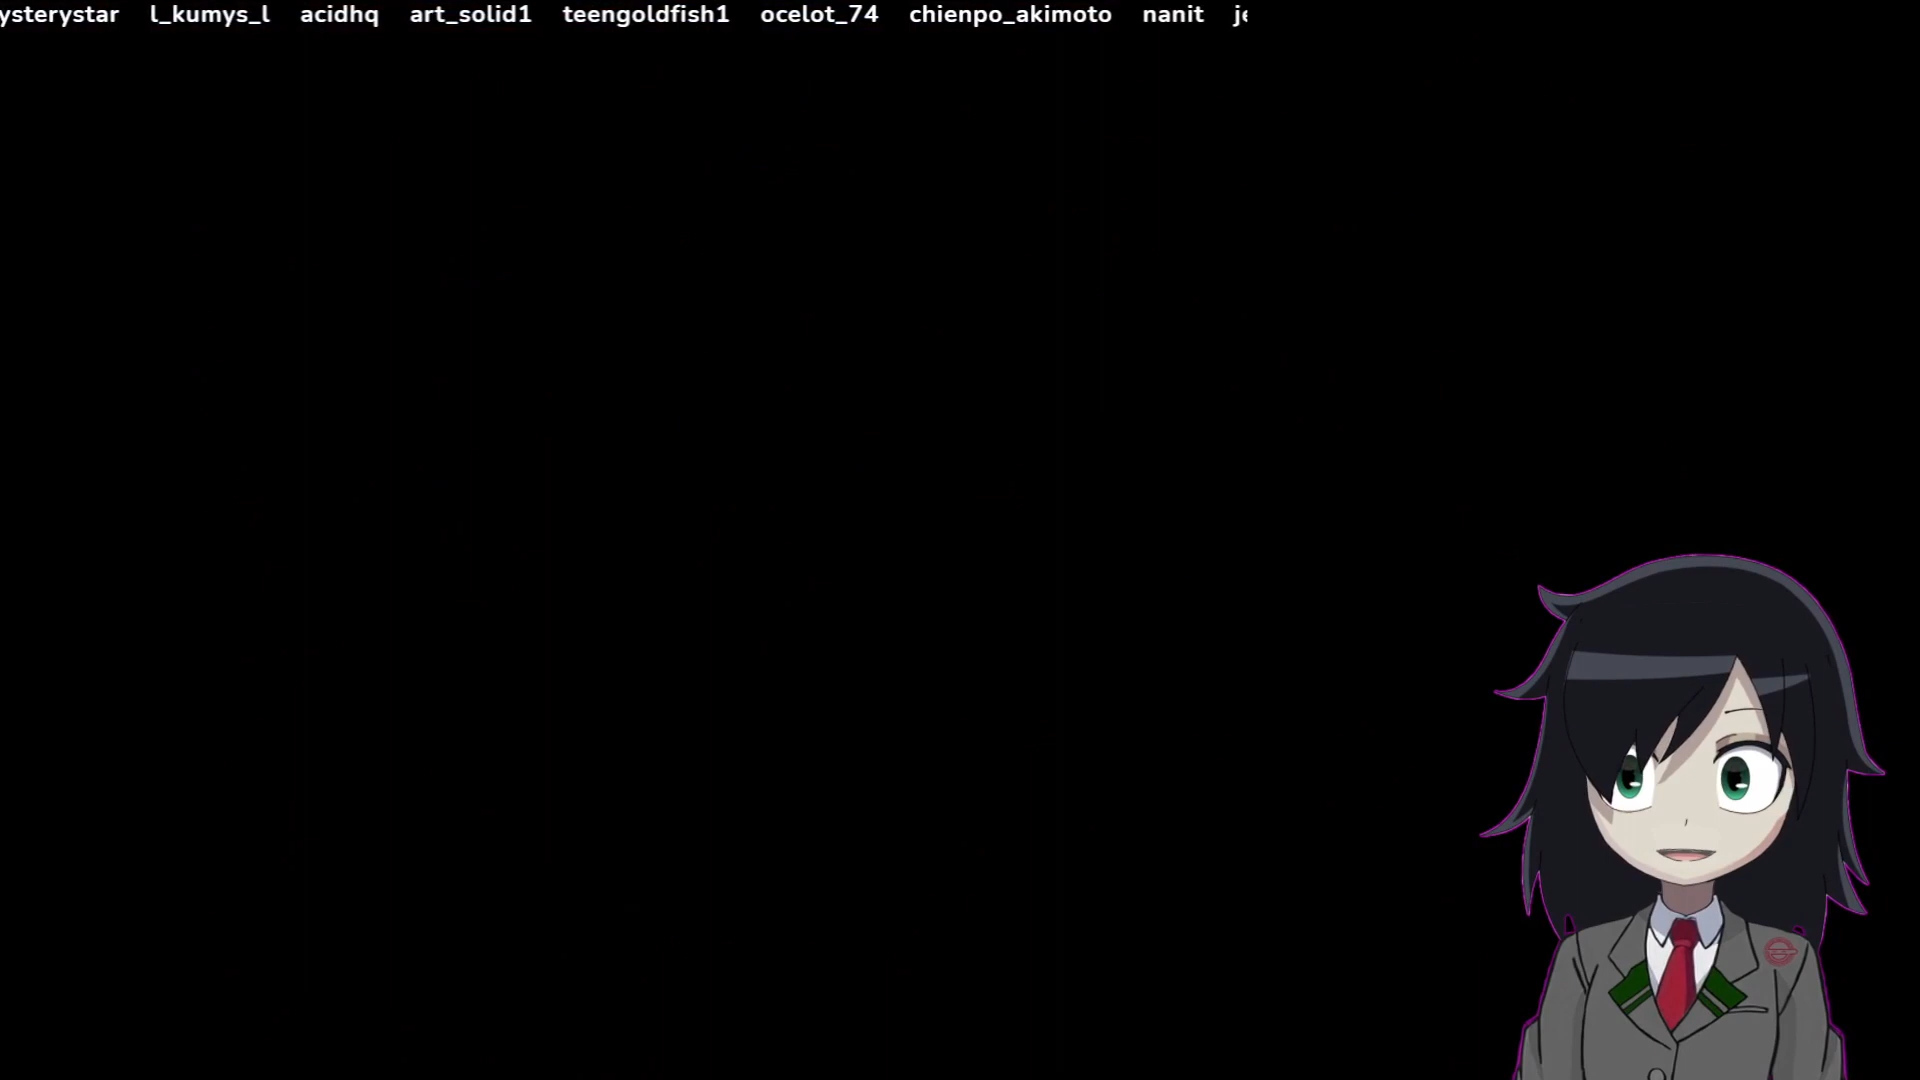 ysterystar l_kumys_l acidhq art_solid1 teengoldfish1 ocelot_74 chienpo_akimoto nanit